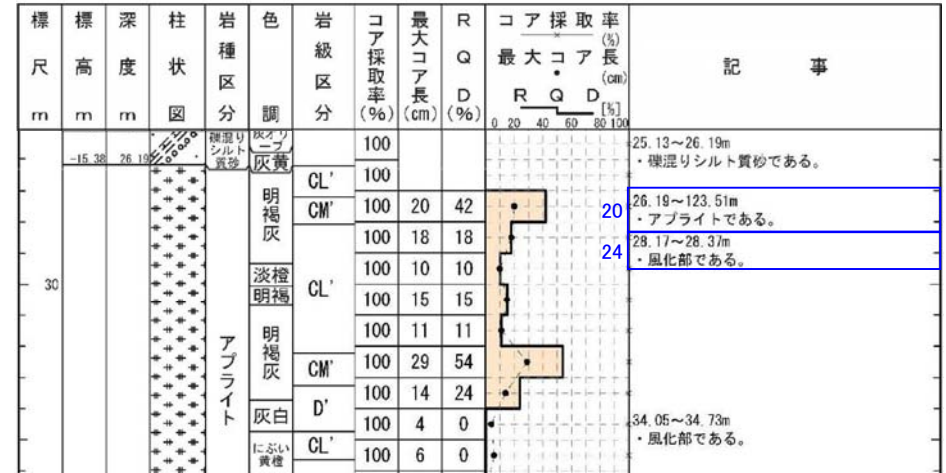 標尺 m
標高 m
深度 m
柱状図
岩種区分
色調
岩級区分
コア採取率(%)
最大コア長(cm)
RQD(%)
コア採取率(%)
最大コア長(cm)
RQD[%]
0 20 40 60 80 100
記事
礫混りシルト質砂
灰オリーブ
100
25.13~26.19m
・礫混りシルト質砂である。
-15.38 26.19
灰黄
100
CL'
明褐灰
CM' 100 20 42
20
26.19~123.51m
・アプライトである。
100 18 18
24
28.17~28.37m
・風化部である。
淡橙
100 10 10
30
明褐
CL'
100 15 15
100 11 11
アプライト
明褐灰
CM' 100 29 54
100 14 24
D'
灰白
100 4 0
34.05~34.73m
・風化部である。
にぶい黄橙
CL'
100 6 0